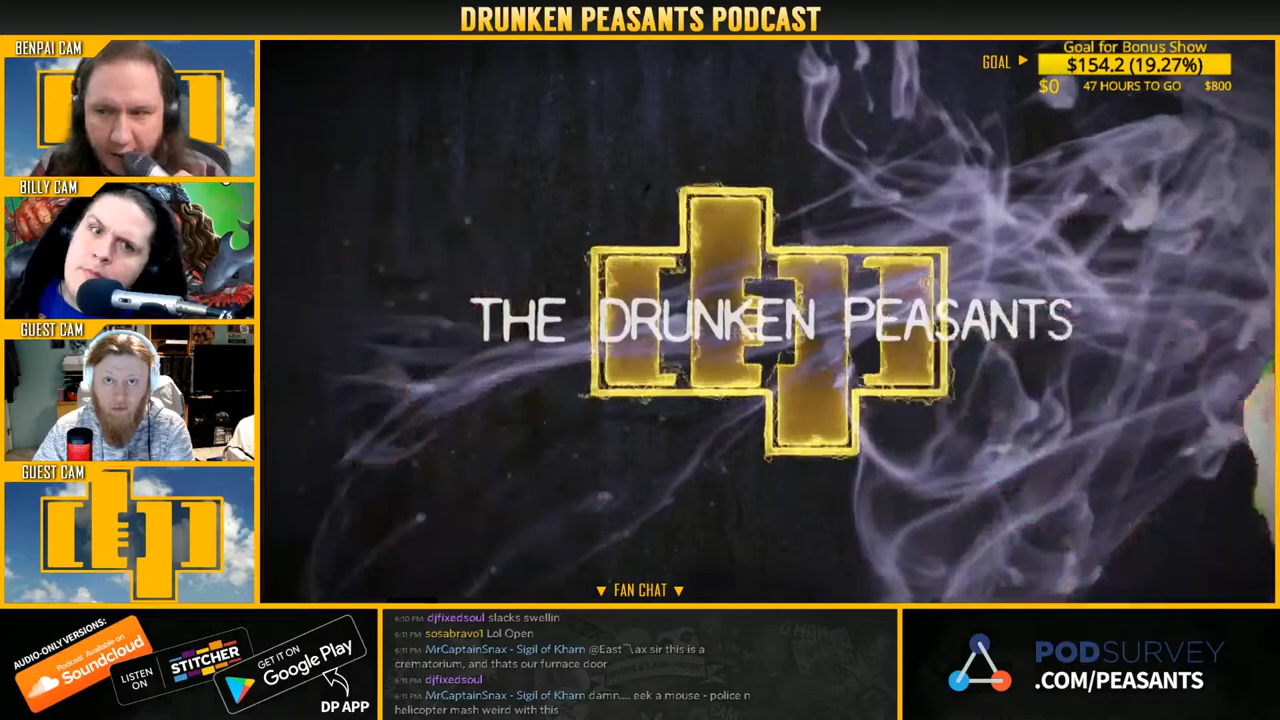 DRUNKEN PEASANTS PODCAST
BENPAI CAM
BILLY CAM
GUEST CAM
GUEST CAM
GOAL ▶
Goal for Bonus Show
$154.2 (19.27%)
$0
47 HOURS TO GO
$800
THE DRUNKEN PEASANTS
▼ FAN CHAT ▼
AUDIO-ONLY VERSIONS:
Podcast Available on
Soundcloud
LISTEN
ON
STITCHER
GET IT ON
Google Play
DP APP
6:10 PM djfixedsoul slacks swellin
6:11 PM sosabravo1 Lol Open
6:11 PM MrCaptainSnax - Sigil of Kharn @East~\ax sir this is a
crematorium, and thats our furnace door
6:11 PM djfixedsoul
6:11 PM MrCaptainSnax - Sigil of Kharn damn.... eek a mouse - police n
helicopter mash weird with this
PODSURVEY
.COM/PEASANTS